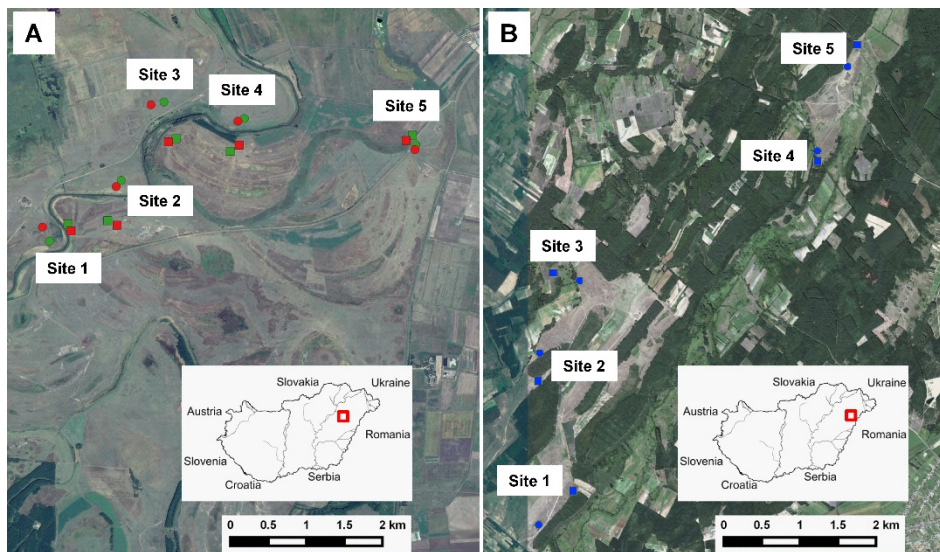 A
Site 3
Site 4
Site 5
Site 2
Site 1
Slovakia
Ukraine
Austria
Romania
Slovenia
Serbia
Croatia
0 0.5 1 1.5 2 km
B
Site 5
Site 4
Site 3
Site 2
Site 1
Slovakia
Ukraine
Austria
Romania
Slovenia
Serbia
Croatia
0 0.5 1 1.5 2 km